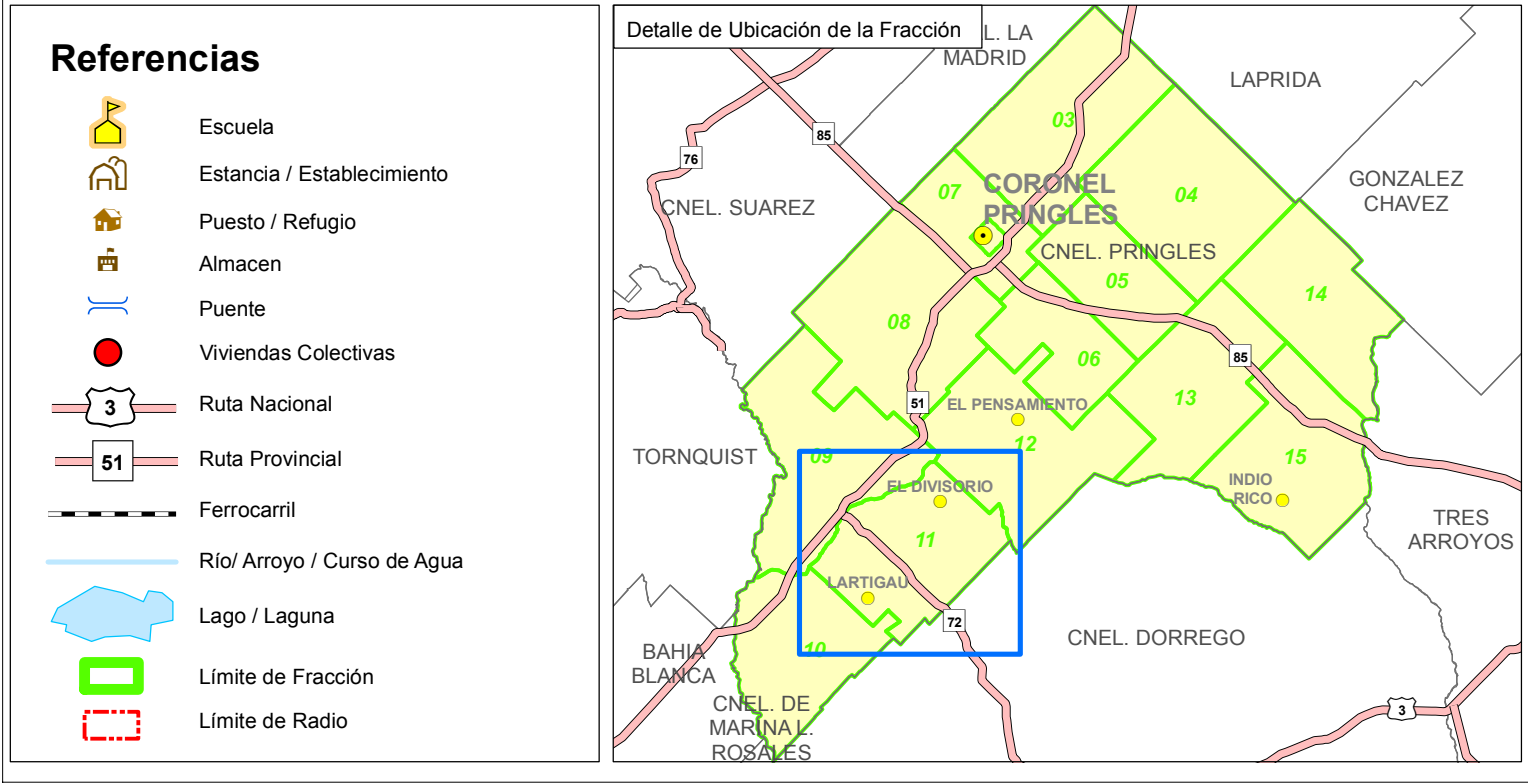 Referencias
Escuela
Estancia / Establecimiento
Puesto / Refugio
Almacen
Puente
Viviendas Colectivas
3
Ruta Nacional
51
Ruta Provincial
Ferrocarril
Río/ Arroyo / Curso de Agua
Lago / Laguna
Límite de Fracción
Límite de Radio
Detalle de Ubicación de la Fracción
L. LA
MADRID
LAPRIDA
03
85
76
GONZALEZ
CHAVEZ
07
CORONEL
PRINGLES
04
CNEL. SUAREZ
CNEL. PRINGLES
05
14
08
06
85
51
EL PENSAMIENTO
13
12
TORNQUIST
09
15
EL DIVISORIO
INDIO
RICO
TRES
ARROYOS
11
LARTIGAU
72
CNEL. DORREGO
10
BAHIA
BLANCA
CNEL. DE
MARINA L.
ROSALES
3